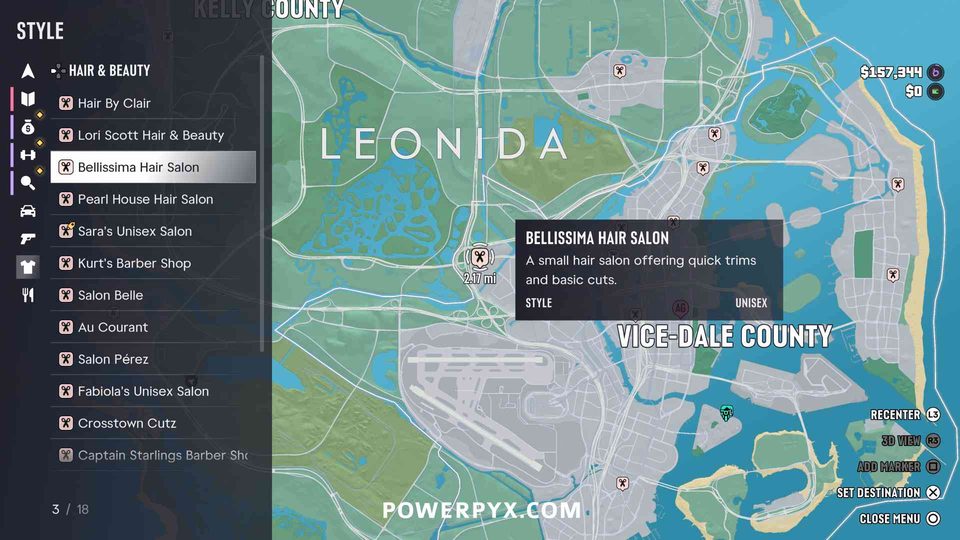 KELLY COUNTY
STYLE
HAIR & BEAUTY
Hair By Clair
Lori Scott Hair & Beauty
Bellissima Hair Salon
Pearl House Hair Salon
Sara's Unisex Salon
Kurt's Barber Shop
Salon Belle
Au Courant
Salon Pérez
Fabiola's Unisex Salon
Crosstown Cutz
Captain Starlings Barber Sho
3 / 18
$157,344
$0
LEONIDA
2.17 mi
BELLISSIMA HAIR SALON
A small hair salon offering quick trims
and basic cuts.
STYLE UNISEX
AG
VICE-DALE COUNTY
RECENTER L3
3D VIEW R3
ADD MARKER
SET DESTINATION
CLOSE MENU
POWERPYX.COM